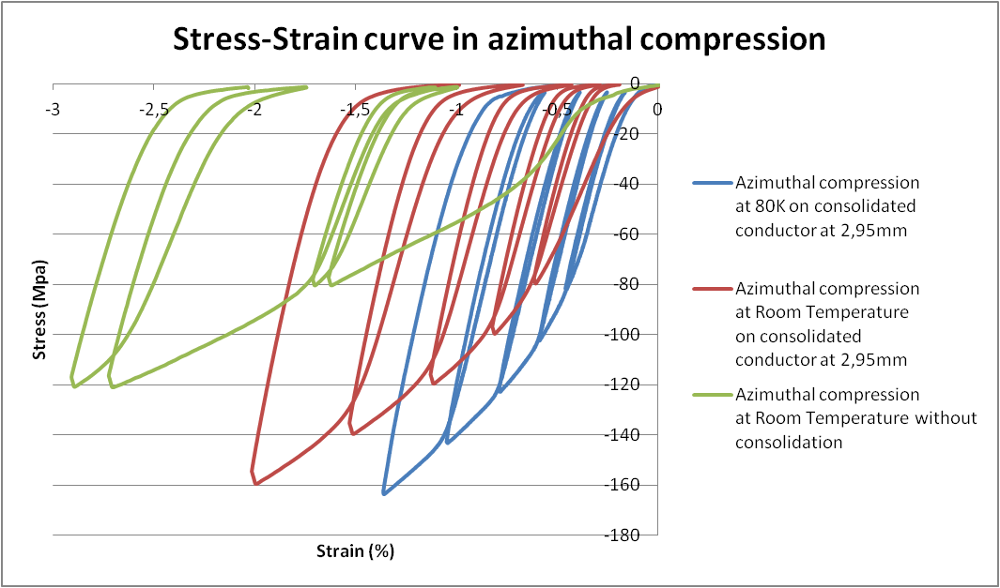 Stress-Strain curve in azimuthal compression
0
-3
-2,5
-2
-1,5
-1
-0,5
0
-20
-40
-60
-80
-100
-120
-140
-160
-180
Stress (Mpa)
Strain (%)
Azimuthal compression
at 80K on consolidated
conductor at 2,95mm
Azimuthal compression
at Room Temperature
on consolidated
conductor at 2,95mm
Azimuthal compression
at Room Temperature without
consolidation